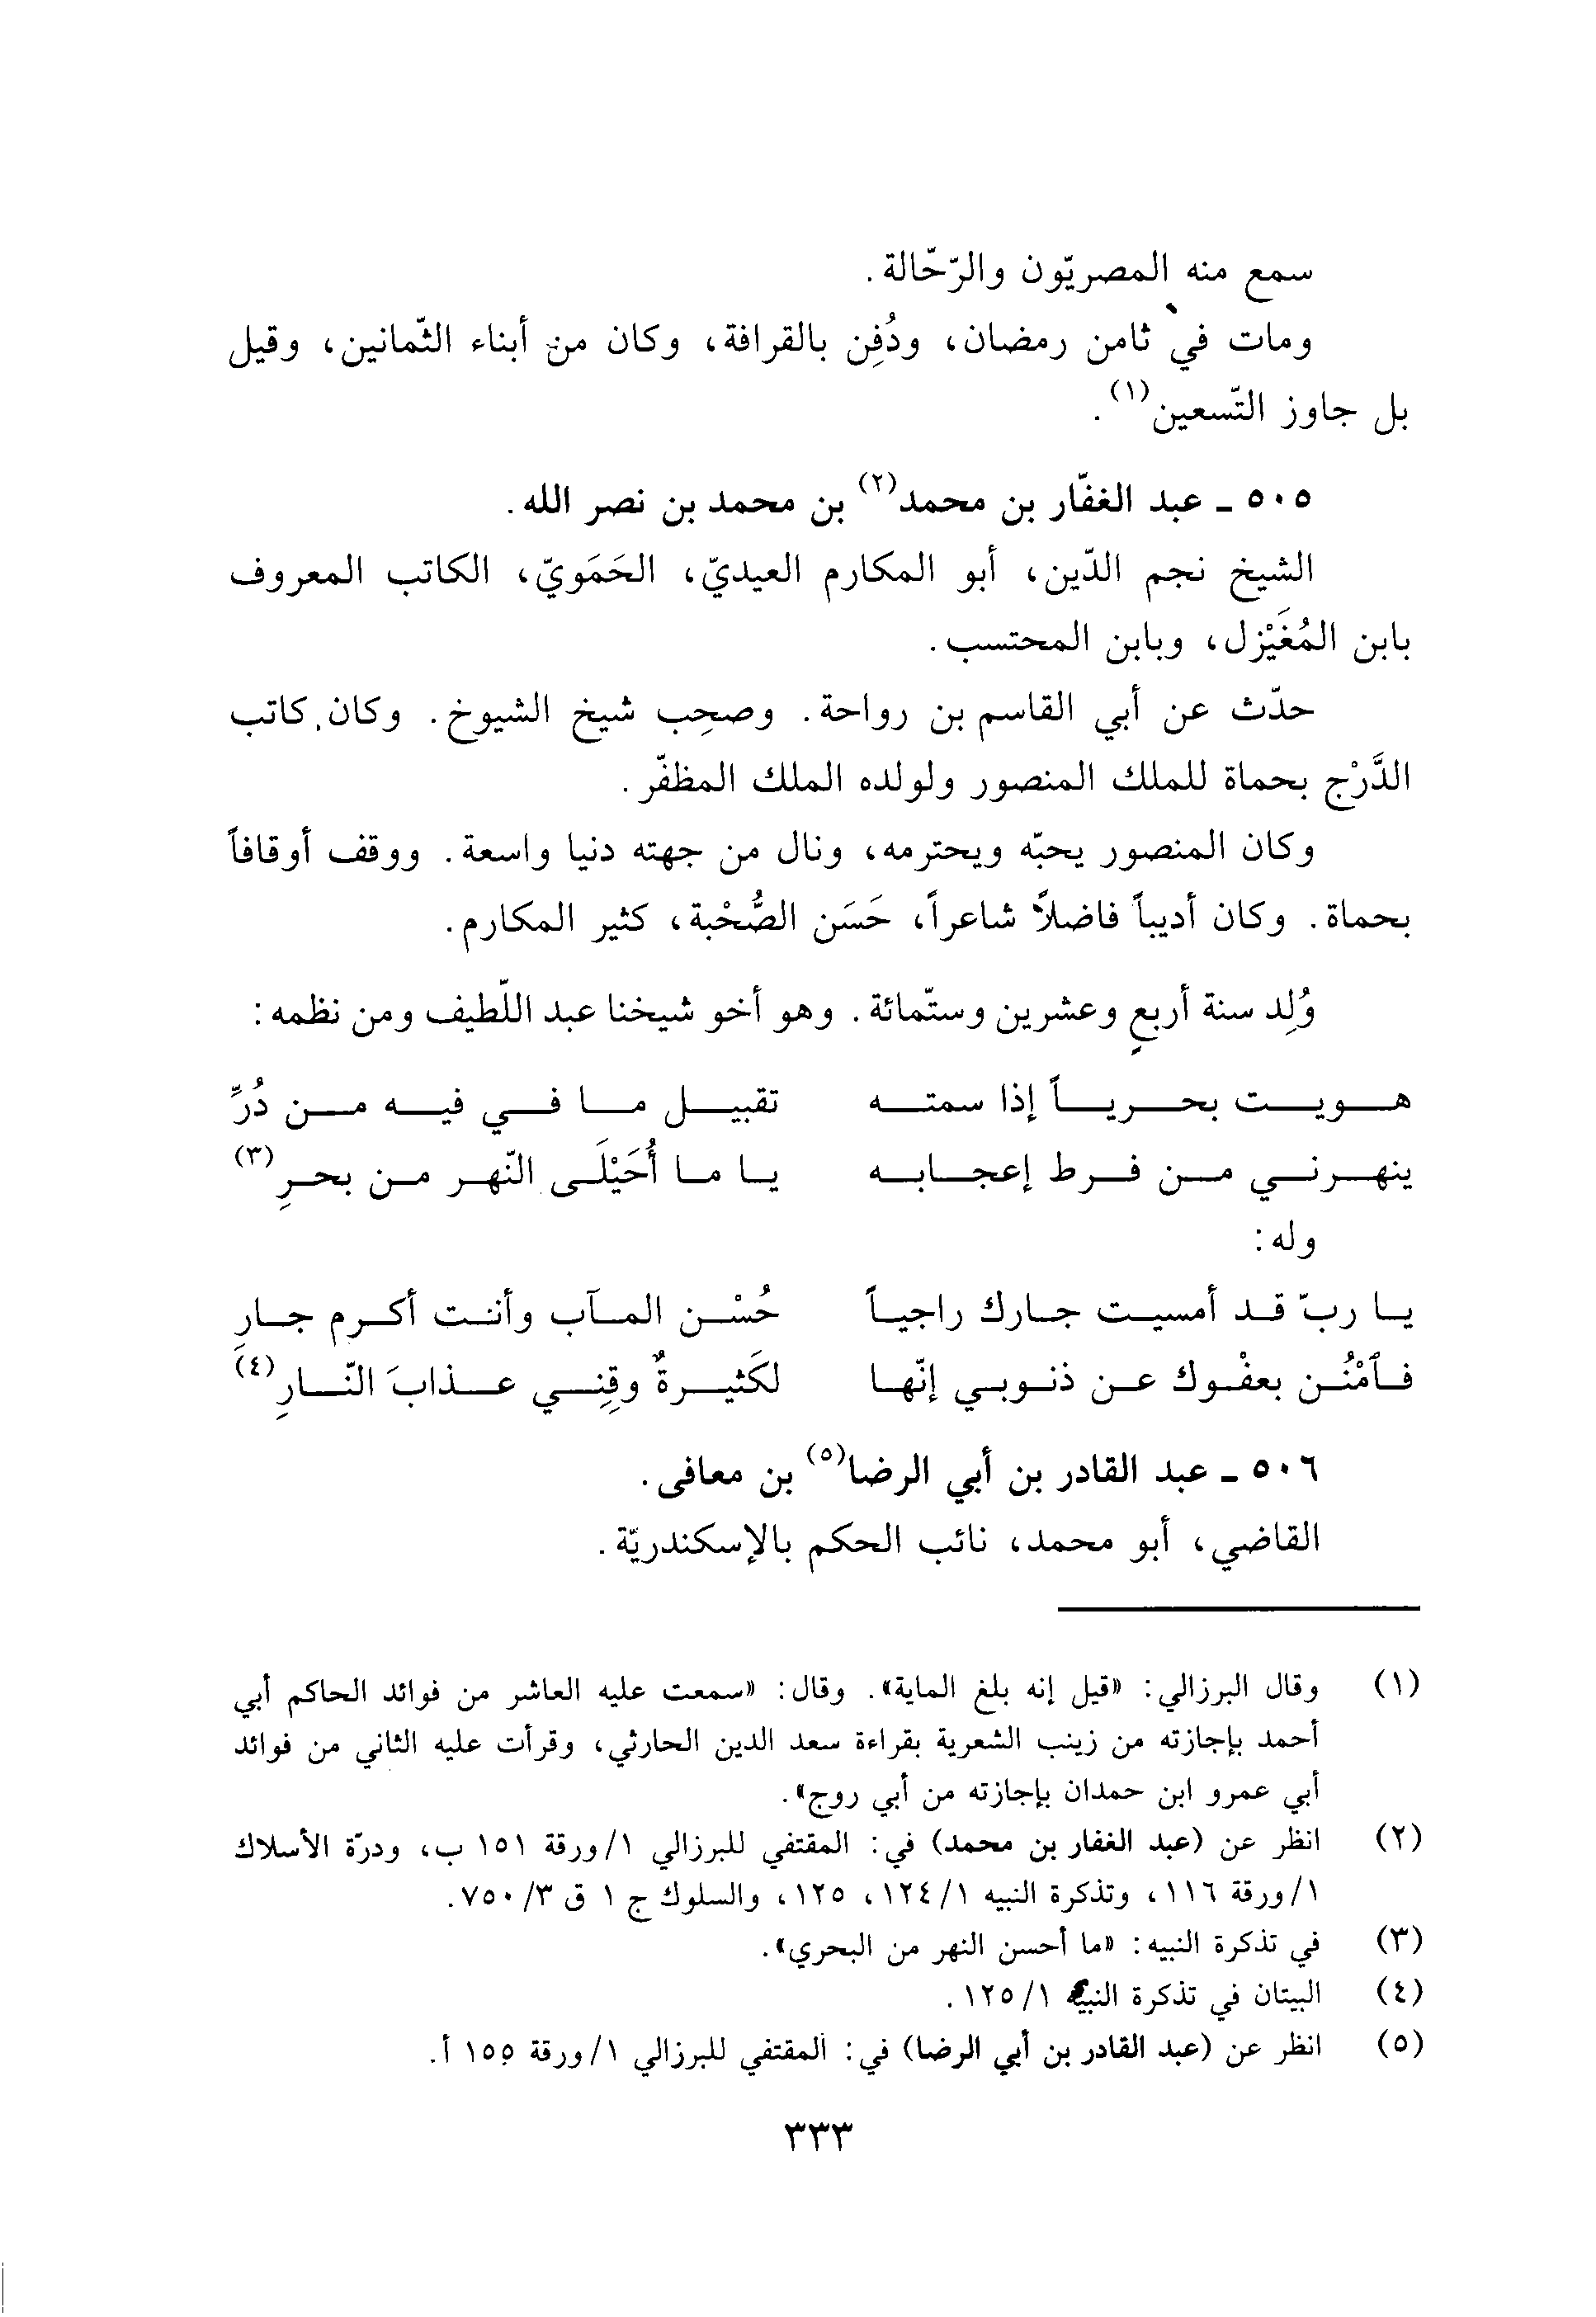 سمع منه المصريّون والرّحّالة.
ومات في ثامن رمضان، ودُفِن بالقرافة، وكان من أبناء الثّمانين، وقيل
بل جاوز التّسعين(١).
٥٠٥ ـ عبد الغفّار بن محمد(٢) بن محمد بن نصر الله.
الشيخ نجم الدّين، أبو المكارم العيديّ، الحَمَويّ، الكاتب المعروف
بابن المُغَيْزل، وبابن المحتسب.
حدّث عن أبي القاسم بن رواحة. وصحِب شيخ الشيوخ. وكان كاتب
الدَّرْج بحماة للملك المنصور ولولده الملك المظفّر.
وكان المنصور يحبّه ويحترمه، ونال من جهته دنيا واسعة. ووقف أوقافاً
بحماة. وكان أديباً فاضلاً شاعراً، حَسَن الصُّحْبة، كثير المكارم.
وُلِد سنة أربعٍ وعشرين وستّمائة. وهو أخو شيخنا عبد اللّطيف ومن نظمه:
هويت بحرياً إذا سمته تقبيل ما في فيه من دُرِّ
ينهرني من فرط إعجابه يا ما أُحَيْلَى النّهر من بحرِ(٣)
وله:
يا ربّ قد أمسيت جارك راجياً حُسْن المآب وأنت أكرم جارِ
فآمْنُن بعفْوك عن ذنوبي إنّها لكَثيرةٌ وقِنِي عذابَ النّارِ(٤)
٥٠٦ ـ عبد القادر بن أبي الرضا(٥) بن معافى.
القاضي، أبو محمد، نائب الحكم بالإسكندريّة.
(١) وقال البرزالي: «قيل إنه بلغ الماية». وقال: «سمعت عليه العاشر من فوائد الحاكم أبي
أحمد بإجازته من زينب الشعرية بقراءة سعد الدين الحارثي، وقرأت عليه الثاني من فوائد
أبي عمرو ابن حمدان بإجازته من أبي روح».
(٢) انظر عن (عبد الغفار بن محمد) في: المقتفي للبرزالي ١/ورقة ١٥١ ب، ودرّة الأسلاك
١/ورقة ١١٦، وتذكرة النبيه ١/١٢٤، ١٢٥، والسلوك ج ١ ق ٣/٧٥٠.
(٣) في تذكرة النبيه: «ما أحسن النهر من البحري».
(٤) البيتان في تذكرة النبيه ١/١٢٥.
(٥) انظر عن (عبد القادر بن أبي الرضا) في: المقتفي للبرزالي ١/ورقة ١٥٥ أ.
٣٣٣